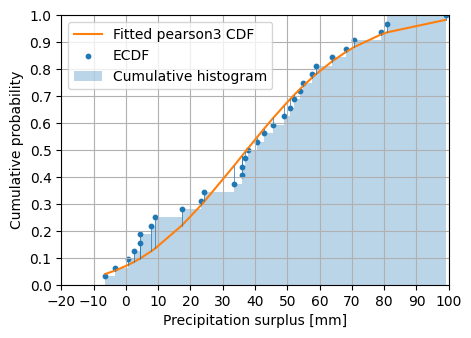 1.0
0.9
0.8
0.7
0.6
0.5
0.4
0.3
0.2
0.1
0.0
Cumulative probability
Fitted pearson3 CDF
ECDF
Cumulative histogram
−20 −10 0 10 20 30 40 50 60 70 80 90 100
Precipitation surplus [mm]